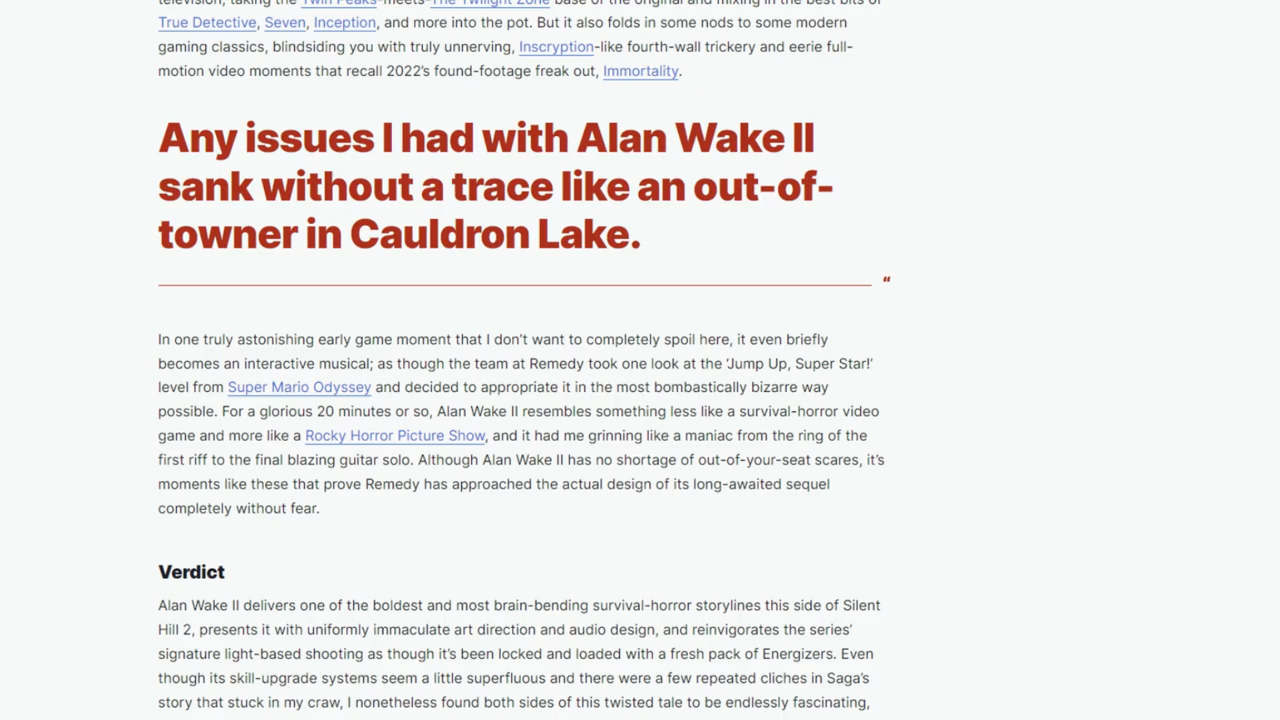 television, taking the Twin Peaks-meets-The Twilight Zone base of the original and mixing in the best bits of
True Detective, Seven, Inception, and more into the pot. But it also folds in some nods to some modern
gaming classics, blindsiding you with truly unnerving, Inscryption-like fourth-wall trickery and eerie full-
motion video moments that recall 2022's found-footage freak out, Immortality.
Any issues I had with Alan Wake II
sank without a trace like an out-of-
towner in Cauldron Lake.
“
In one truly astonishing early game moment that I don't want to completely spoil here, it even briefly
becomes an interactive musical; as though the team at Remedy took one look at the ‘Jump Up, Super Star!’
level from Super Mario Odyssey and decided to appropriate it in the most bombastically bizarre way
possible. For a glorious 20 minutes or so, Alan Wake II resembles something less like a survival-horror video
game and more like a Rocky Horror Picture Show, and it had me grinning like a maniac from the ring of the
first riff to the final blazing guitar solo. Although Alan Wake II has no shortage of out-of-your-seat scares, it's
moments like these that prove Remedy has approached the actual design of its long-awaited sequel
completely without fear.
Verdict
Alan Wake II delivers one of the boldest and most brain-bending survival-horror storylines this side of Silent
Hill 2, presents it with uniformly immaculate art direction and audio design, and reinvigorates the series’
signature light-based shooting as though it's been locked and loaded with a fresh pack of Energizers. Even
though its skill-upgrade systems seem a little superfluous and there were a few repeated cliches in Saga's
story that stuck in my craw, I nonetheless found both sides of this twisted tale to be endlessly fascinating,